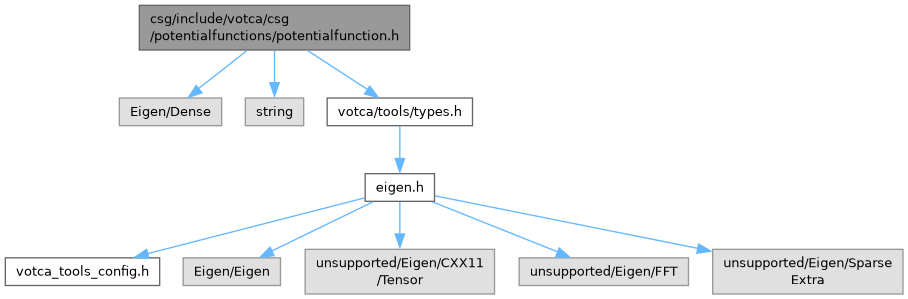 csg/include/votca/csg
/potentialfunctions/potentialfunction.h
Eigen/Dense
string
votca/tools/types.h
eigen.h
votca_tools_config.h
Eigen/Eigen
unsupported/Eigen/CXX11
/Tensor
unsupported/Eigen/FFT
unsupported/Eigen/Sparse
Extra